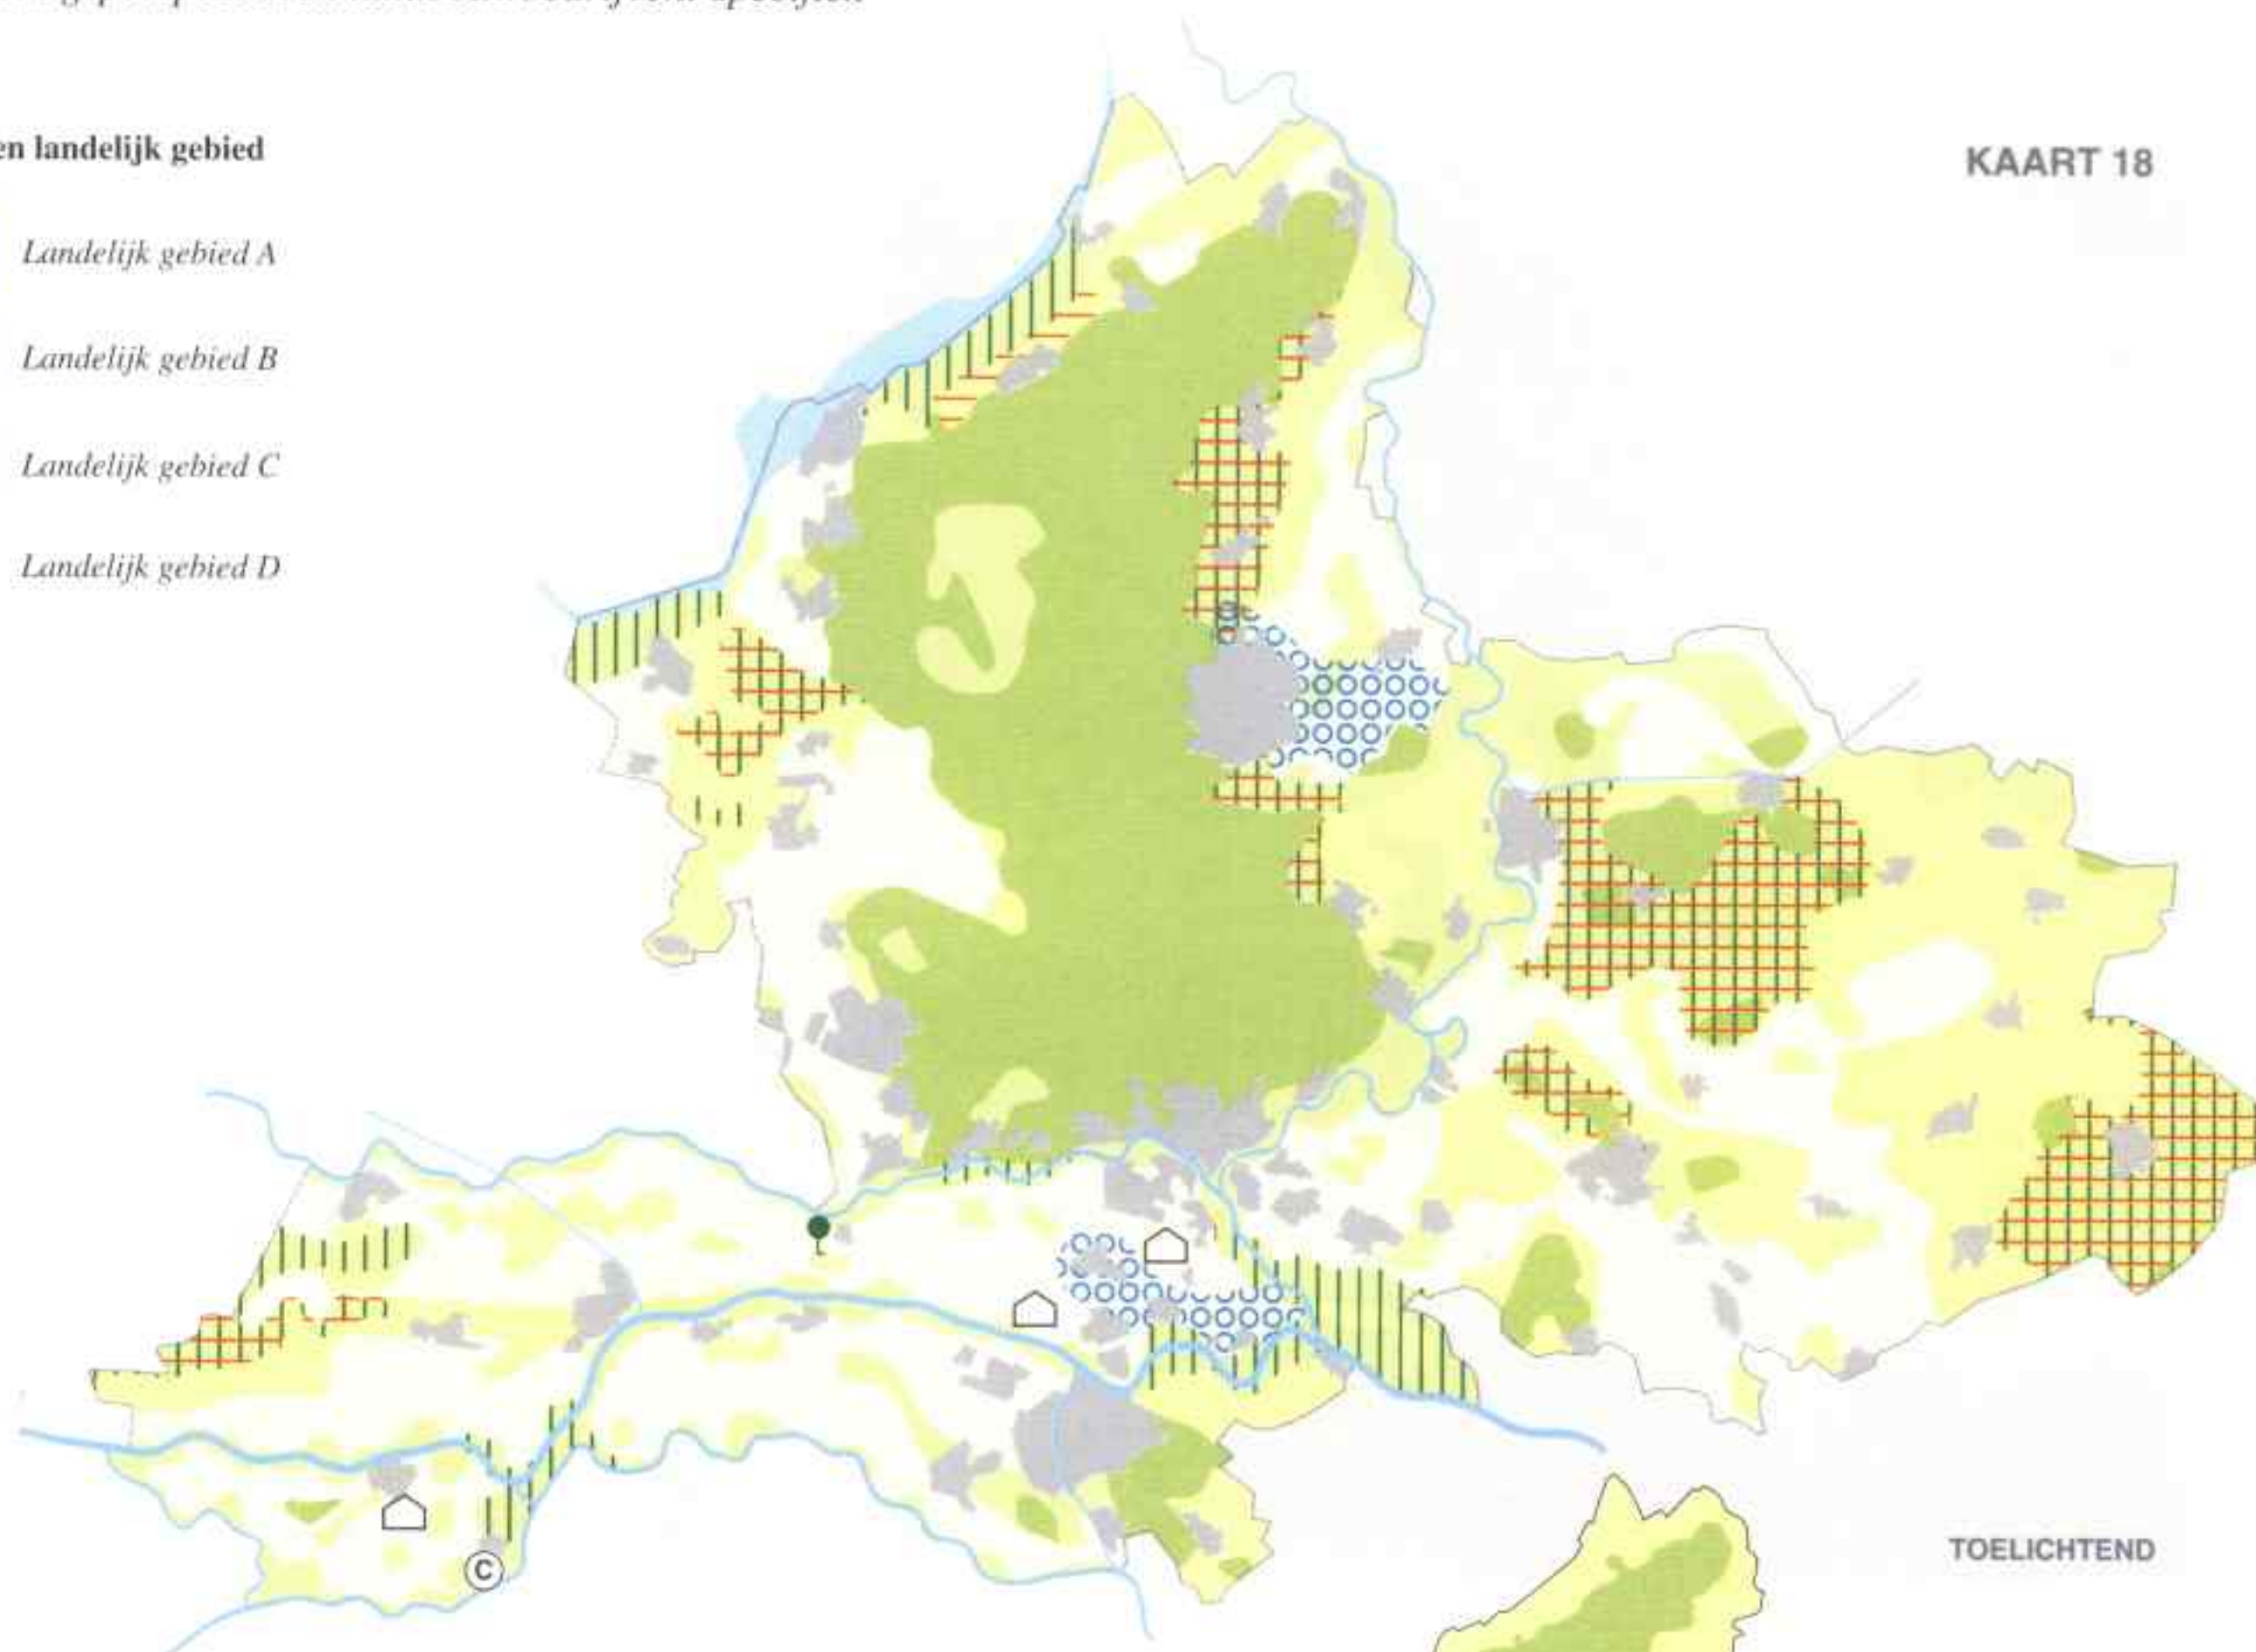 en landelijk gebied
KAART 18
Landelijk gebied A
Landelijk gebied B
Landelijk gebied C
Landelijk gebied D
C
TOELICHTEND